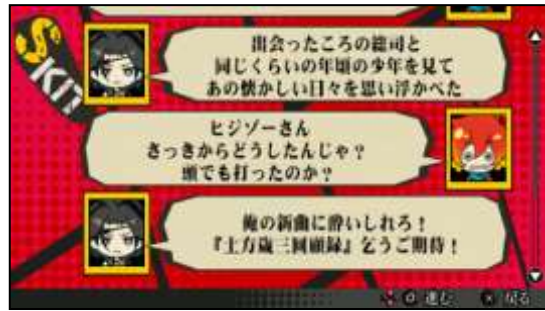 SKIT
出会ったころの総司と
同じくらいの年頃の少年を見て
あの懐かしい日々を思い浮かべた
ヒジゾーさん
さっきからどうしたんじゃ?
頭でも打ったのか?
俺の新曲に酔いしれろ!
『土方歳三回顧録』乞うご期待!
進む
戻る